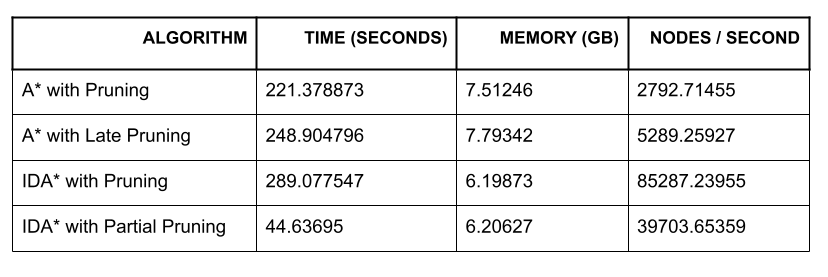 ALGORITHM TIME (SECONDS) MEMORY (GB) NODES / SECOND
A* with Pruning 221.378873 7.51246 2792.71455
A* with Late Pruning 248.904796 7.79342 5289.25927
IDA* with Pruning 289.077547 6.19873 85287.23955
IDA* with Partial Pruning 44.63695 6.20627 39703.65359